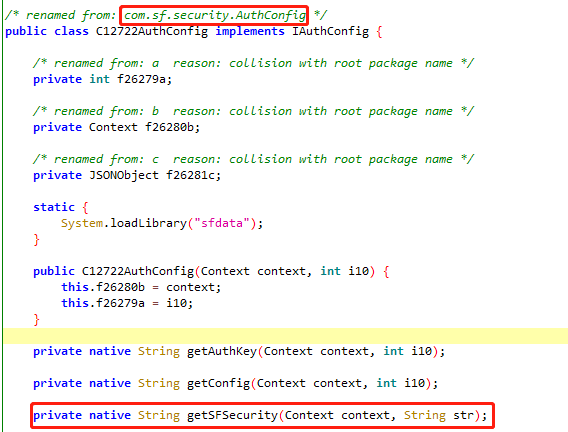 /* renamed from: com.sf.security.AuthConfig */
public class C12722AuthConfig implements IAuthConfig {
/* renamed from: a  reason: collision with root package name */
private int f26279a;
/* renamed from: b  reason: collision with root package name */
private Context f26280b;
/* renamed from: c  reason: collision with root package name */
private JSONObject f26281c;
static {
System.loadLibrary("sfdata");
}
public C12722AuthConfig(Context context, int i10) {
this.f26280b = context;
this.f26279a = i10;
}
private native String getAuthKey(Context context, int i10);
private native String getConfig(Context context, int i10);
private native String getSFSecurity(Context context, String str);